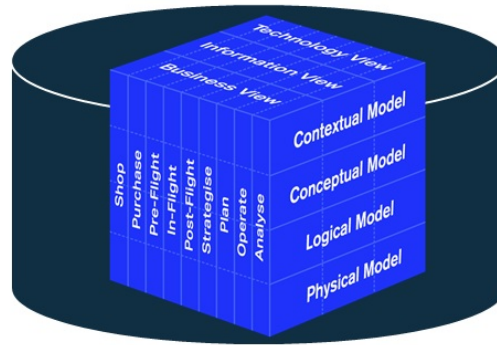 Technology View
Information View
Business View
Shop
Purchase
Pre-Flight
In-Flight
Post-Flight
Strategise
Plan
Operate
Analyse
Contextual Model
Conceptual Model
Logical Model
Physical Model